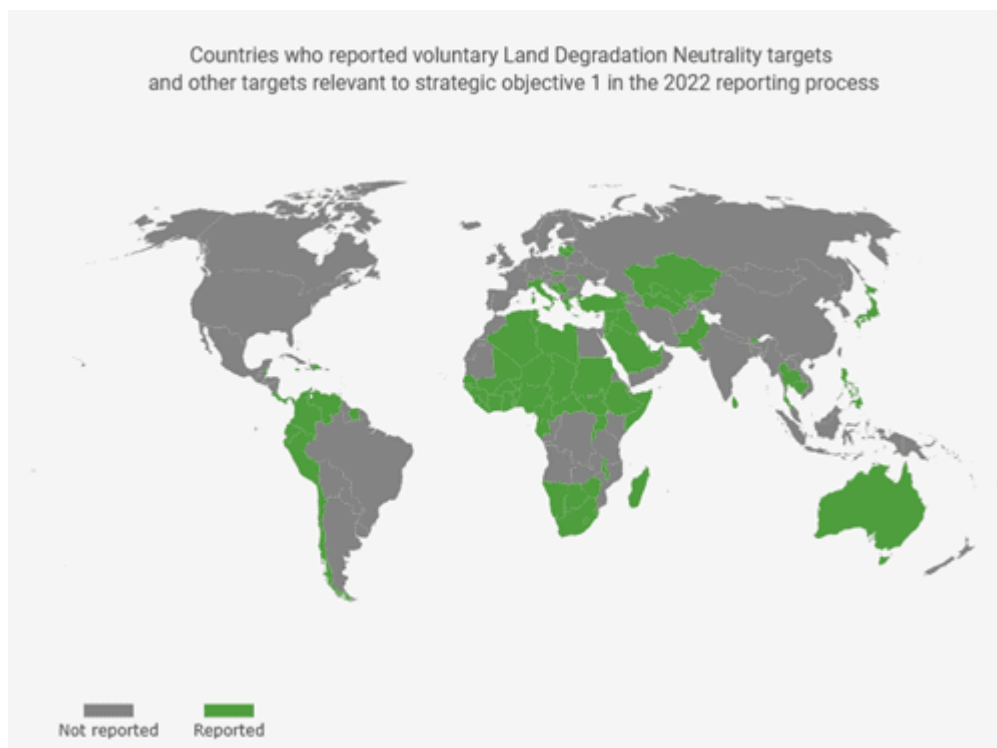 Countries who reported voluntary Land Degradation Neutrality targets
and other targets relevant to strategic objective 1 in the 2022 reporting process
Not reported
Reported